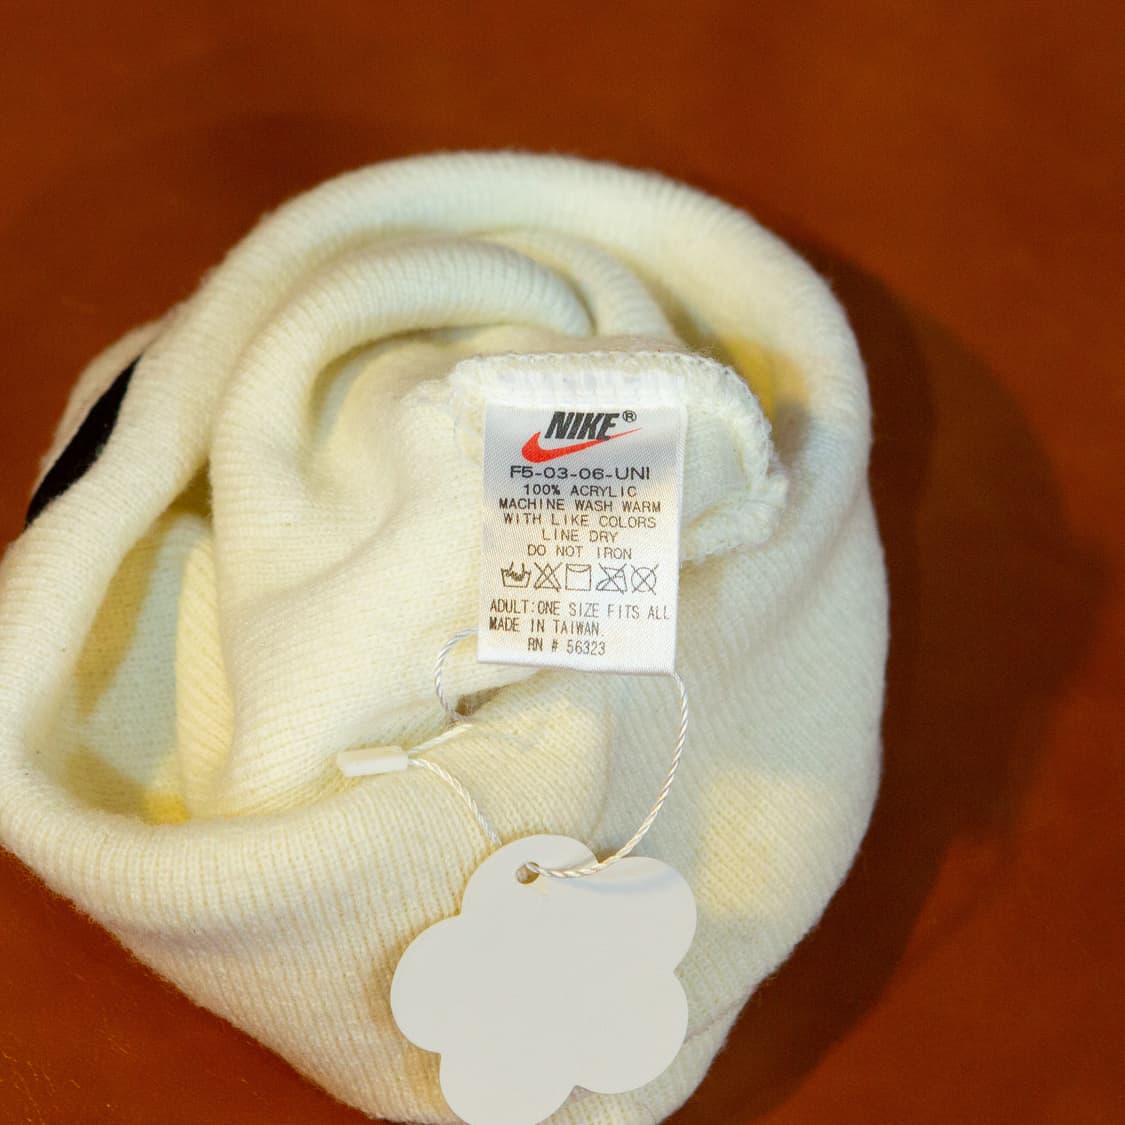 NIKE®
F5-03-06-UNI
100% ACRYLIC
MACHINE WASH WARM
WITH LIKE COLORS
LINE DRY
DO NOT IRON
ADULT:ONE SIZE FITS ALL
MADE IN TAIWAN.
RN # 56323